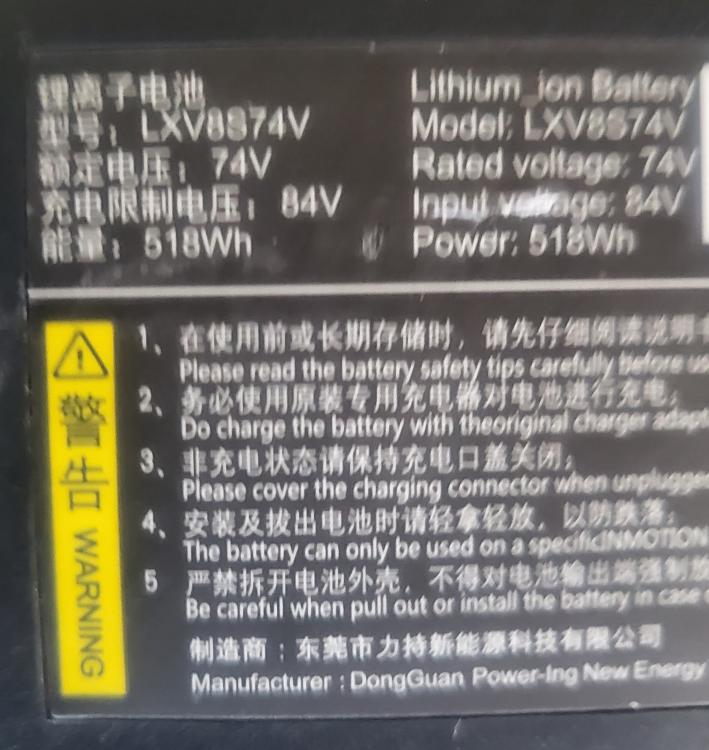 锂离子电池
型号：LXV8S74V
额定电压：74V
充电限制电压：84V
能量：518Wh
Lithium_ion Battery
Model: LXV8S74V
Rated voltage: 74V
Input voltage: 84V
Power: 518Wh
警告 WARNING
1、在使用前或长期存储时，请先仔细阅读说明
Please read the battery safety tips carefully before us
2、务必使用原装专用充电器对电池进行充电；
Do charge the battery with theoriginal charger adapt
3、非充电状态请保持充电口盖关闭；
Please cover the charging connector when unplugge
4、安装及拔出电池时请轻拿轻放，以防跌落；
The battery can only be used on a specificINMOTION
5 严禁拆开电池外壳，不得对电池输出端强制放
Be careful when pull out or install the battery in case
制造商：东莞市力持新能源科技有限公司
Manufacturer : DongGuan Power-Ing New Energy